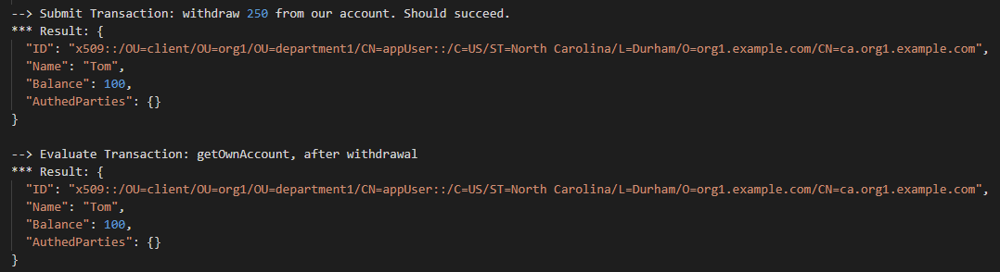 --> Submit Transaction: withdraw 250 from our account. Should succeed.
*** Result: {
  "ID": "x509::/OU=client/OU=org1/OU=department1/CN=appUser::/C=US/ST=North Carolina/L=Durham/O=org1.example.com/CN=ca.org1.example.com",
  "Name": "Tom",
  "Balance": 100,
  "AuthedParties": {}
}
--> Evaluate Transaction: getOwnAccount, after withdrawal
*** Result: {
  "ID": "x509::/OU=client/OU=org1/OU=department1/CN=appUser::/C=US/ST=North Carolina/L=Durham/O=org1.example.com/CN=ca.org1.example.com",
  "Name": "Tom",
  "Balance": 100,
  "AuthedParties": {}
}